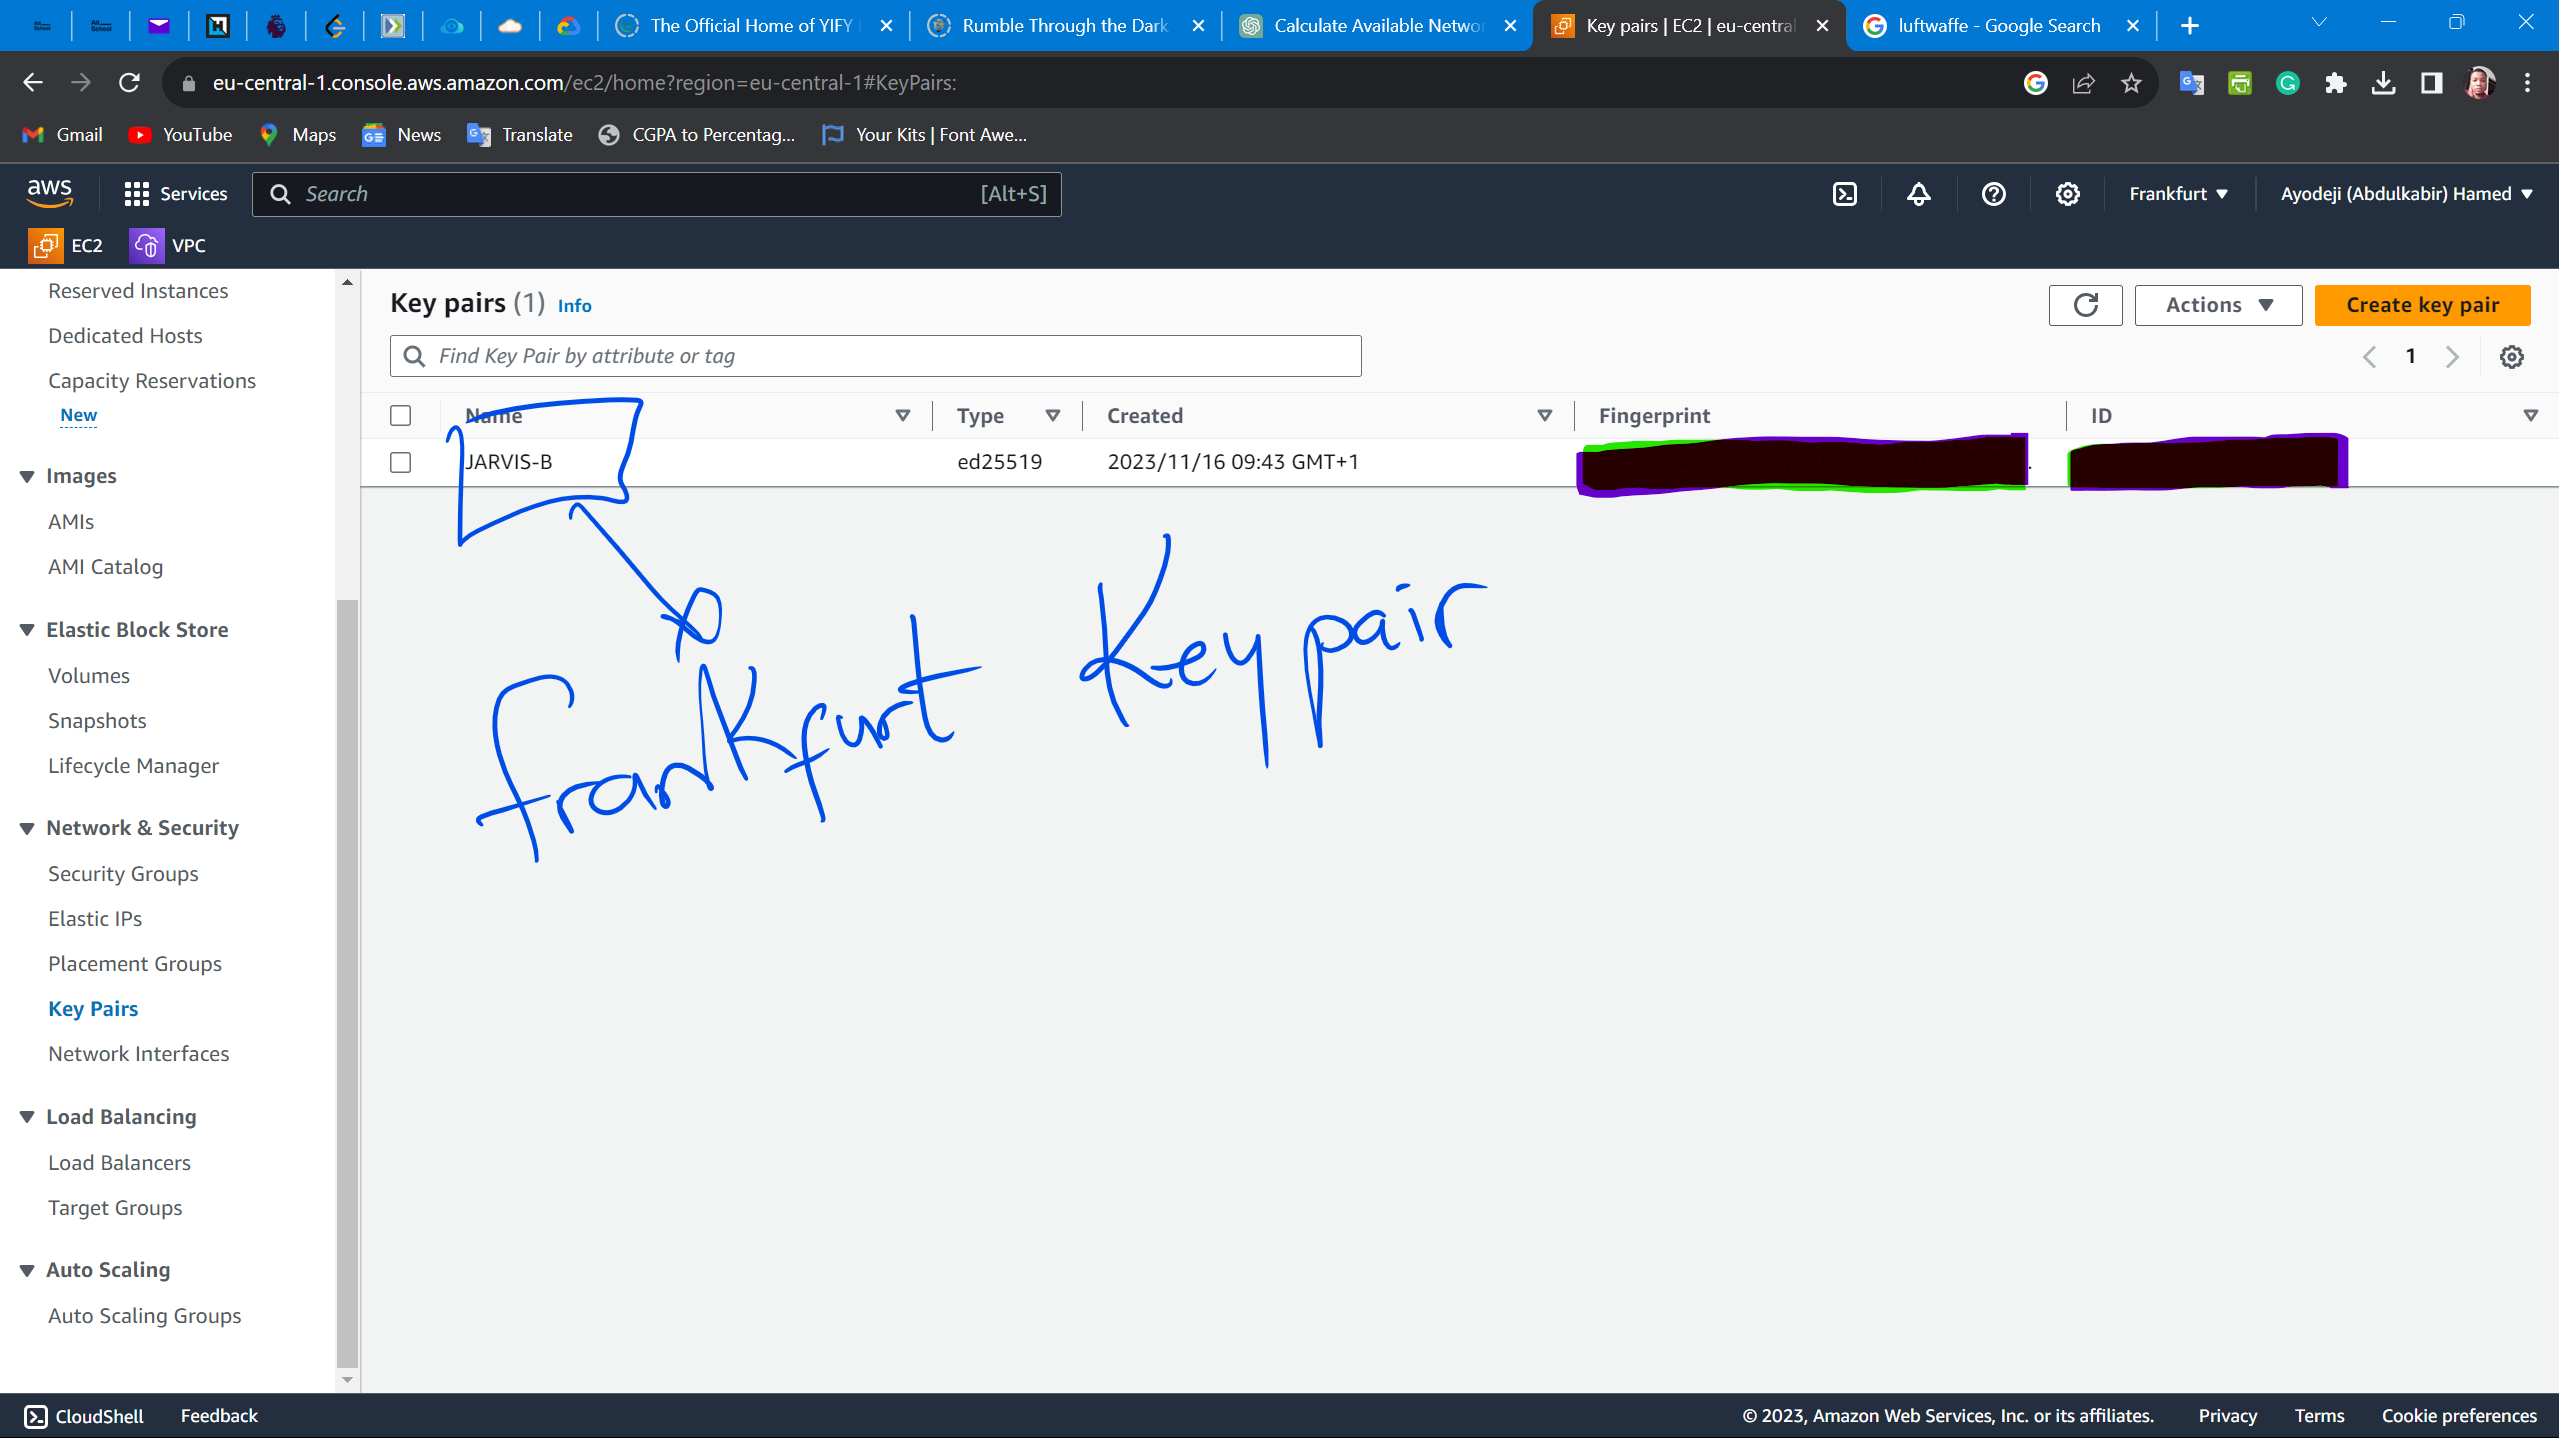 Alt School
Alt School
The Official Home of YIFY
Rumble Through the Dark
Calculate Available Networ
Key pairs | EC2 | eu-central
luftwaffe - Google Search
eu-central-1.console.aws.amazon.com/ec2/home?region=eu-central-1#KeyPairs:
Gmail
YouTube
Maps
News
Translate
CGPA to Percentag...
Your Kits | Font Awe...
aws
Services
Search
[Alt+S]
Frankfurt
Ayodeji (Abdulkabir) Hamed
EC2
VPC
Reserved Instances
Dedicated Hosts
Capacity Reservations
New
Images
AMIs
AMI Catalog
Elastic Block Store
Volumes
Snapshots
Lifecycle Manager
Network & Security
Security Groups
Elastic IPs
Placement Groups
Key Pairs
Network Interfaces
Load Balancing
Load Balancers
Target Groups
Auto Scaling
Auto Scaling Groups
Key pairs (1) Info
Actions
Create key pair
Find Key Pair by attribute or tag
1
Name Type Created Fingerprint ID
JARVIS-B ed25519 2023/11/16 09:43 GMT+1
frankfurt Keypair
CloudShell
Feedback
© 2023, Amazon Web Services, Inc. or its affiliates.
Privacy
Terms
Cookie preferences